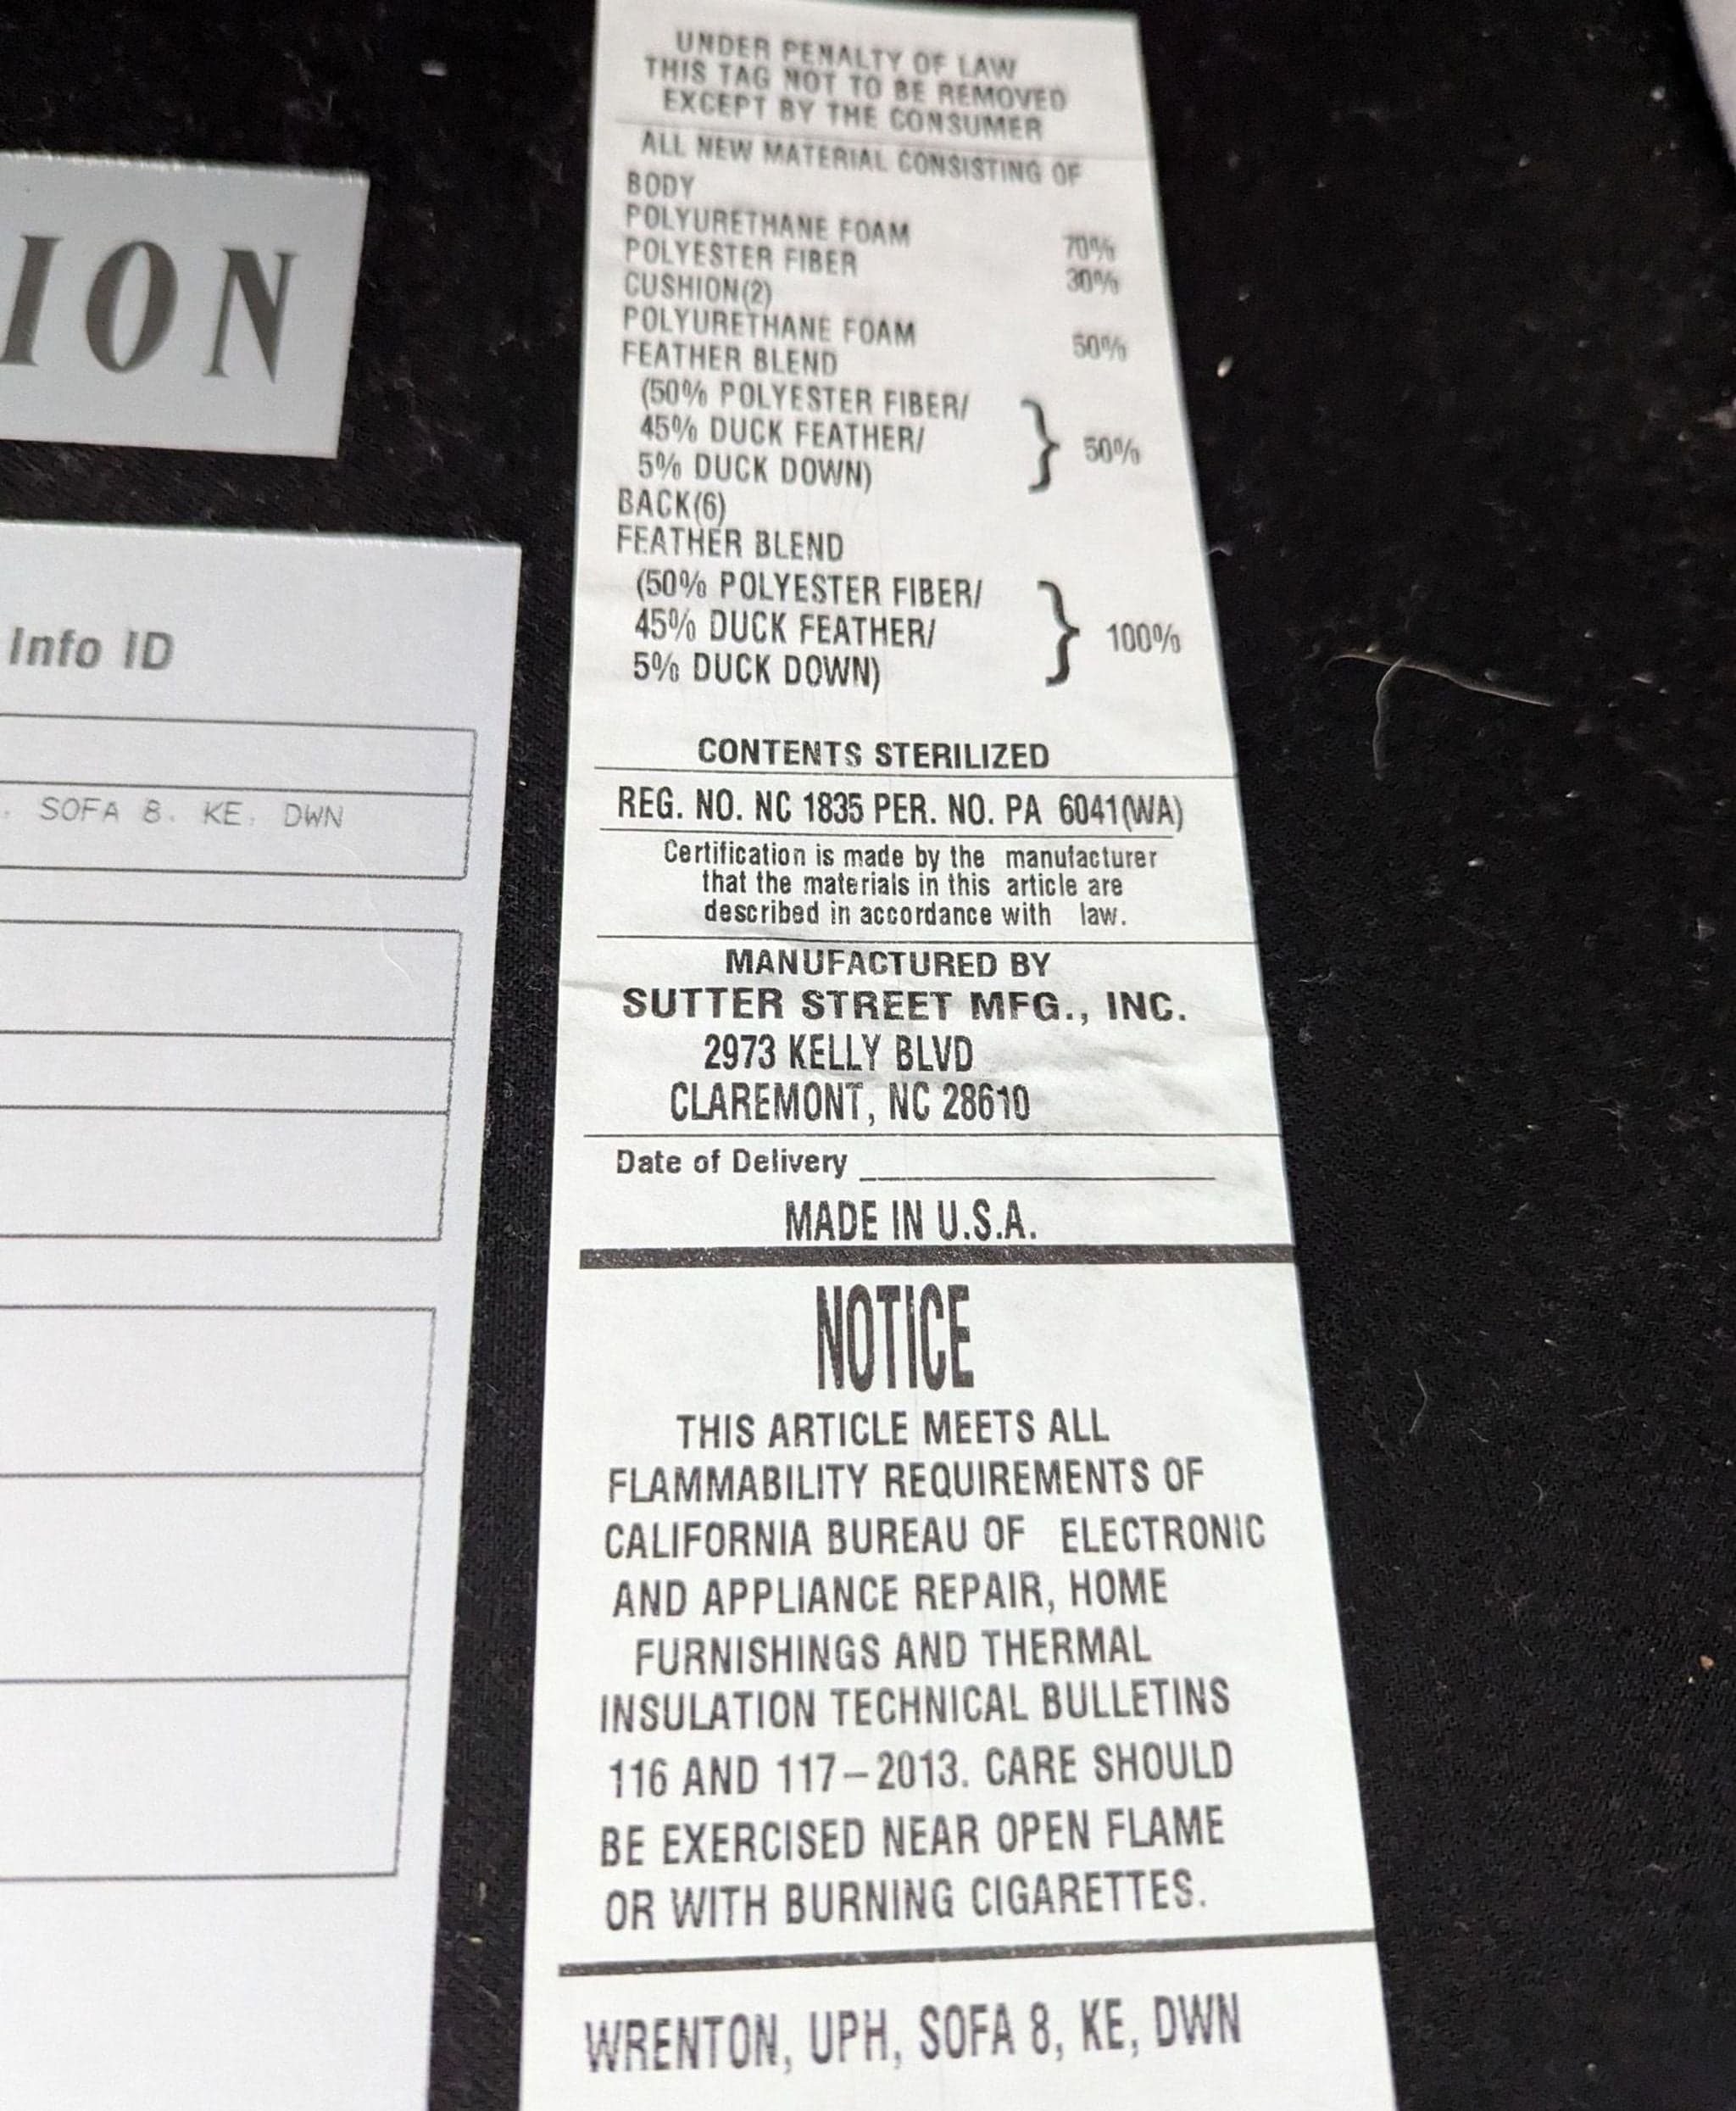 ION
Info ID
. SOFA 8. KE. DWN
UNDER PENALTY OF LAW
THIS TAG NOT TO BE REMOVED
EXCEPT BY THE CONSUMER
ALL NEW MATERIAL CONSISTING OF
BODY
POLYURETHANE FOAM 70%
POLYESTER FIBER 30%
CUSHION(2)
POLYURETHANE FOAM 50%
FEATHER BLEND
(50% POLYESTER FIBER/
45% DUCK FEATHER/ } 50%
5% DUCK DOWN)
BACK(6)
FEATHER BLEND
(50% POLYESTER FIBER/
45% DUCK FEATHER/ } 100%
5% DUCK DOWN)
CONTENTS STERILIZED
REG. NO. NC 1835 PER. NO. PA 6041(WA)
Certification is made by the manufacturer
that the materials in this article are
described in accordance with law.
MANUFACTURED BY
SUTTER STREET MFG., INC.
2973 KELLY BLVD
CLAREMONT, NC 28610
Date of Delivery
MADE IN U.S.A.
NOTICE
THIS ARTICLE MEETS ALL
FLAMMABILITY REQUIREMENTS OF
CALIFORNIA BUREAU OF ELECTRONIC
AND APPLIANCE REPAIR, HOME
FURNISHINGS AND THERMAL
INSULATION TECHNICAL BULLETINS
116 AND 117–2013. CARE SHOULD
BE EXERCISED NEAR OPEN FLAME
OR WITH BURNING CIGARETTES.
WRENTON, UPH, SOFA 8, KE, DWN